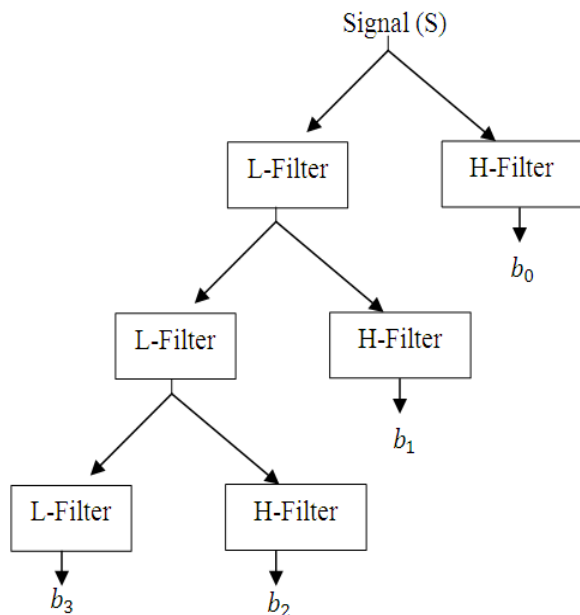 Signal (S)
L-Filter
H-Filter
b₀
L-Filter
H-Filter
b₁
L-Filter
H-Filter
b₃
b₂